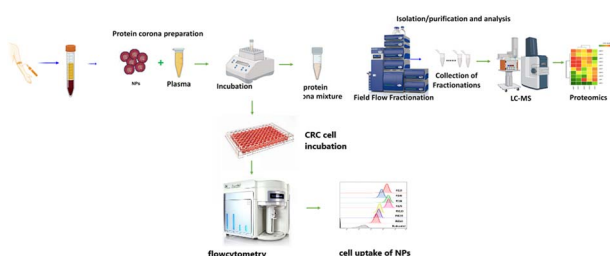 Isolation/purification and analysis
Protein corona preparation
NPs
+
Plasma
Incubation
protein
ona mixture
Field Flow Fractionation
Collection of
Fractionations
LC-MS
Proteomics
CRC cell
incubation
flowcytometry
cell uptake of NPs